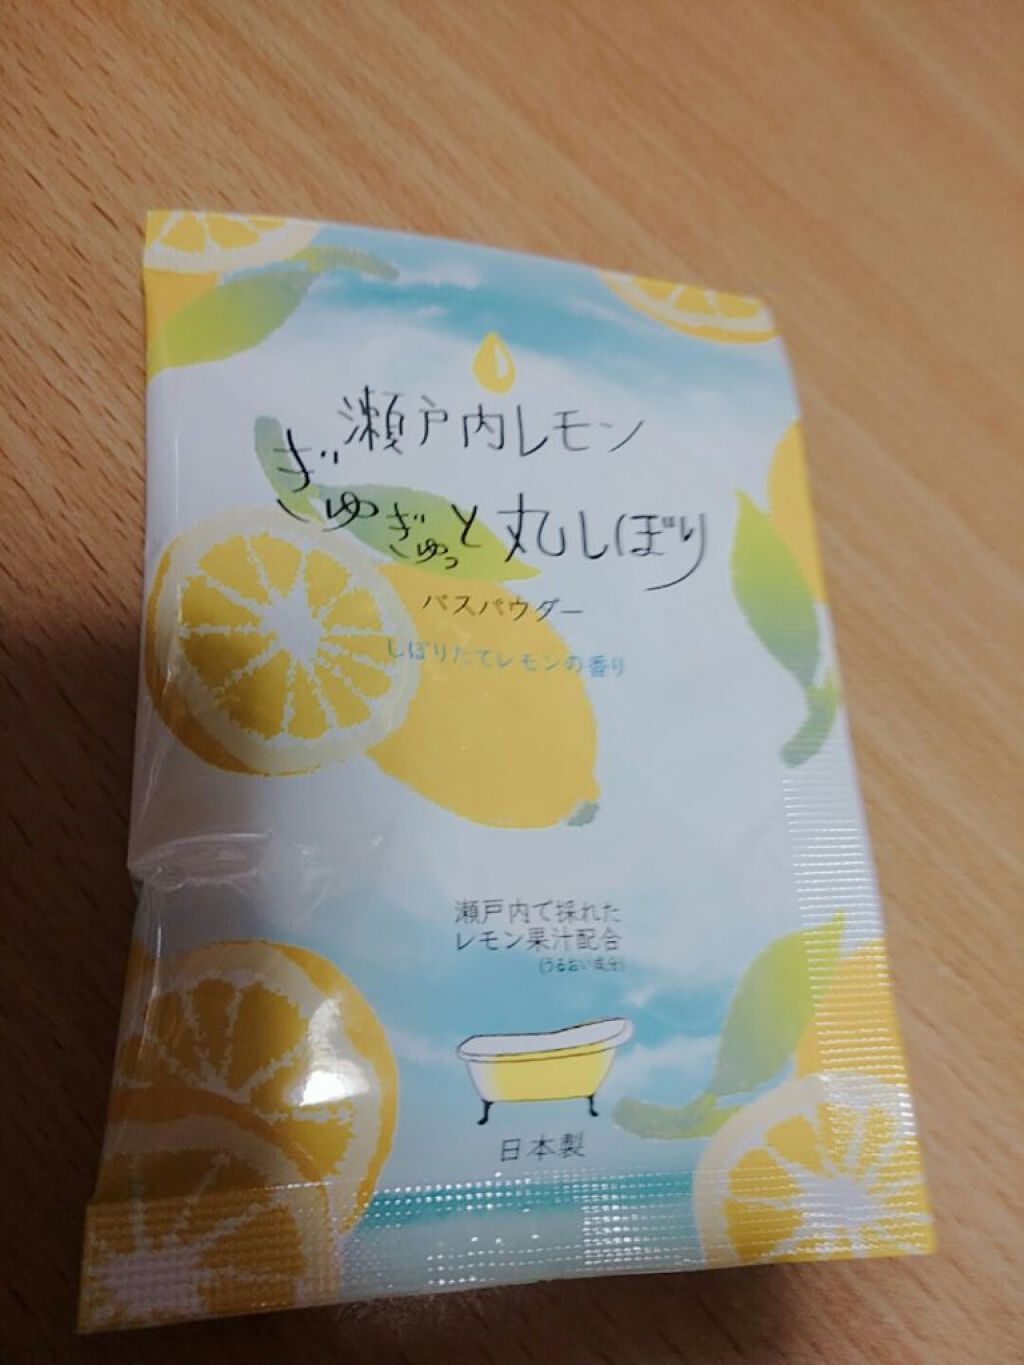 瀬戸内レモン
ぎゅぎゅっと丸しぼり
バスパウダー
しぼりたてレモンの香り
瀬戸内で採れた
レモン果汁配合
(うるおい成分)
日本製